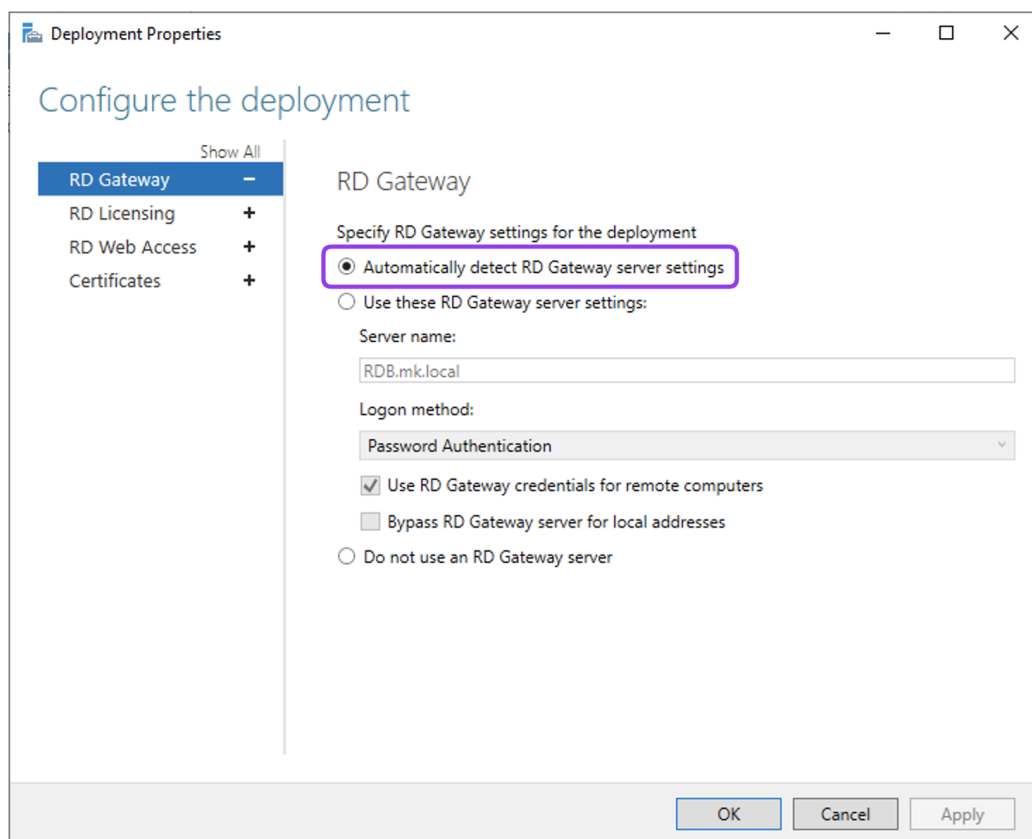 Deployment Properties
Configure the deployment
Show All
RD Gateway −
RD Licensing +
RD Web Access +
Certificates +
RD Gateway
Specify RD Gateway settings for the deployment
Automatically detect RD Gateway server settings
Use these RD Gateway server settings:
Server name:
RDB.mk.local
Logon method:
Password Authentication
Use RD Gateway credentials for remote computers
Bypass RD Gateway server for local addresses
Do not use an RD Gateway server
OK Cancel Apply